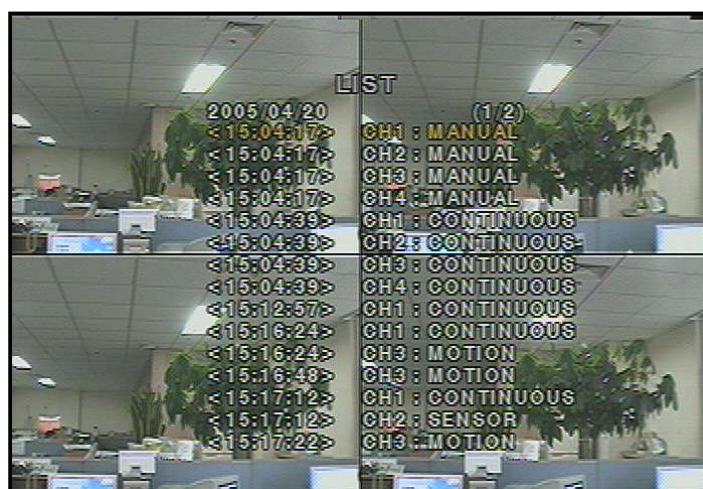 LIST
2005/04/20 (1/2)
<15:04:17> CH1 : MANUAL
<15:04:17> CH2 : MANUAL
<15:04:17> CH3 : MANUAL
<15:04:17> CH4 : MANUAL
<15:04:39> CH1 : CONTINUOUS
<15:04:39> CH2 : CONTINUOUS
<15:04:39> CH3 : CONTINUOUS
<15:04:39> CH4 : CONTINUOUS
<15:12:57> CH1 : CONTINUOUS
<15:16:24> CH1 : CONTINUOUS
<15:16:24> CH3 : MOTION
<15:16:48> CH3 : MOTION
<15:17:12> CH1 : CONTINUOUS
<15:17:12> CH2 : SENSOR
<15:17:22> CH3 : MOTION